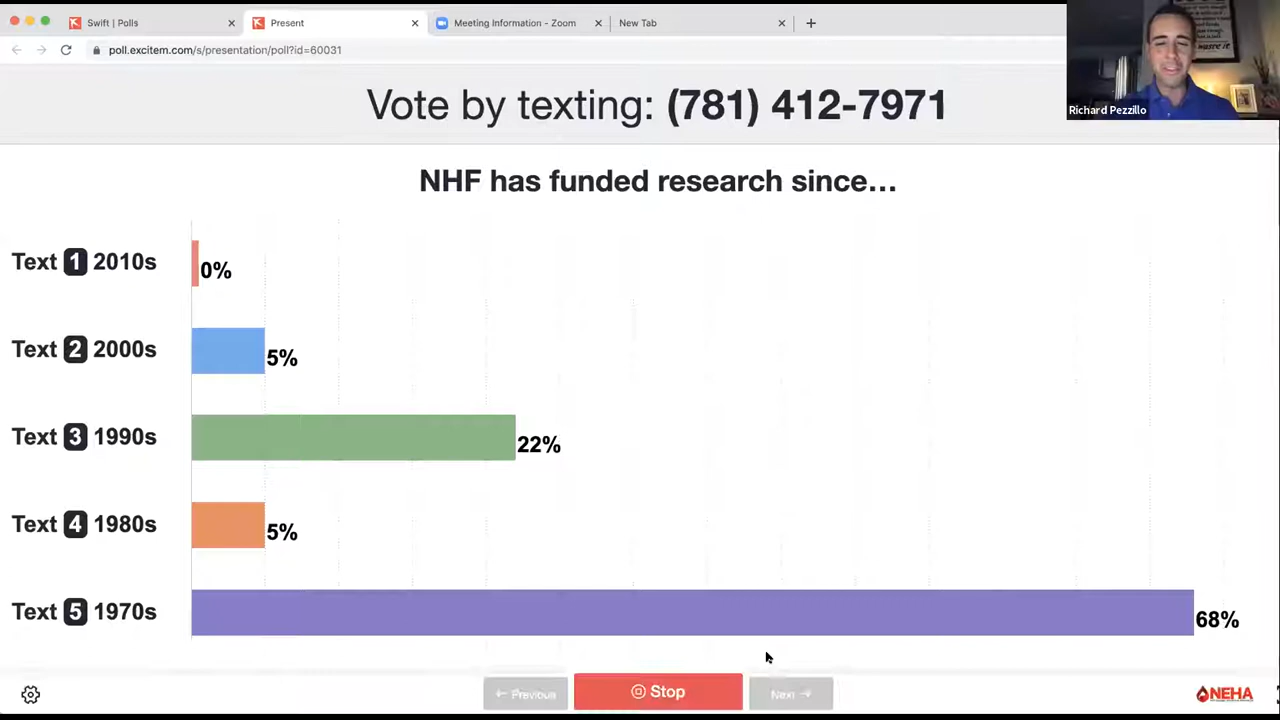 Swift | Polls
Present
Meeting Information - Zoom
New Tab
poll.excitem.com/s/presentation/poll?id=60031
Richard Pezzillo
Vote by texting: (781) 412-7971
NHF has funded research since...
Text 1 2010s
0%
Text 2 2000s
5%
Text 3 1990s
22%
Text 4 1980s
5%
Text 5 1970s
68%
← Previous
Stop
Next →
NEHA